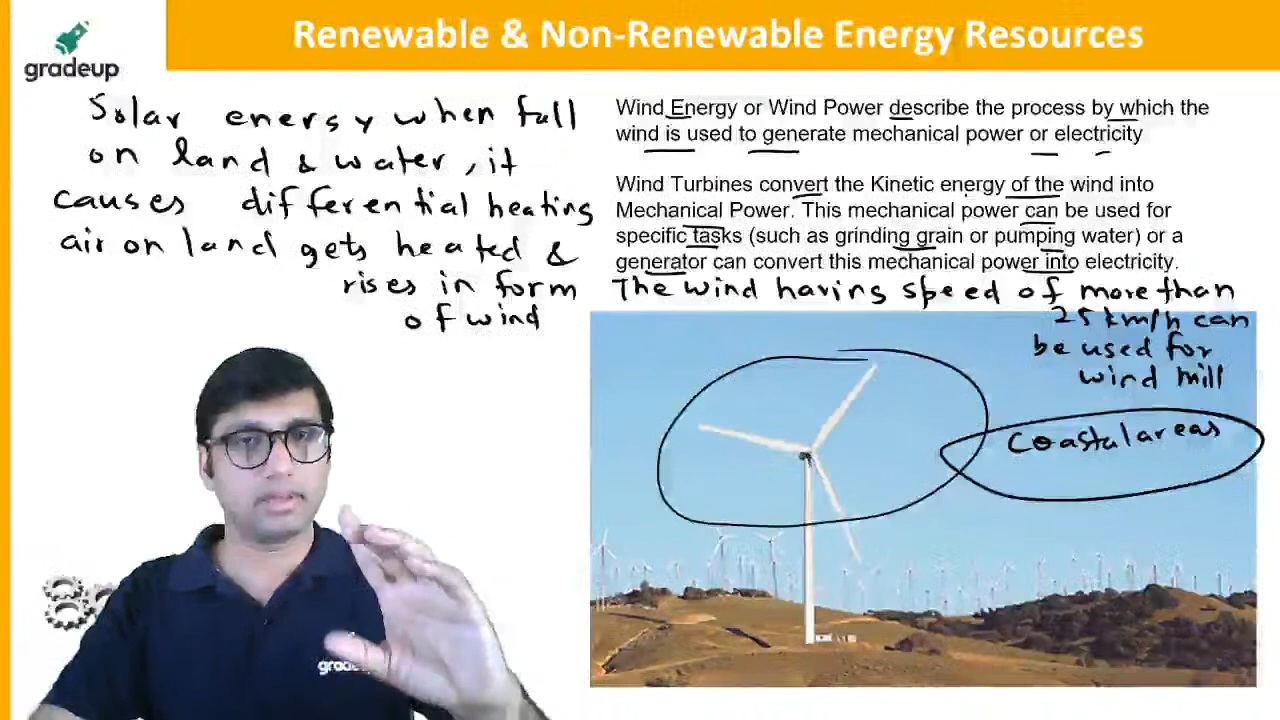 Renewable & Non-Renewable Energy Resources
gradeup
Solar energy when fall
on land & water, it
causes differential heating
air on land gets heated &
rises in form
of wind
Wind Energy or Wind Power describe the process by which the
wind is used to generate mechanical power or electricity
Wind Turbines convert the Kinetic energy of the wind into
Mechanical Power. This mechanical power can be used for
specific tasks (such as grinding grain or pumping water) or a
generator can convert this mechanical power into electricity.
The wind having speed of more than
25 km/h can
be used for
wind mill
Coastal areas